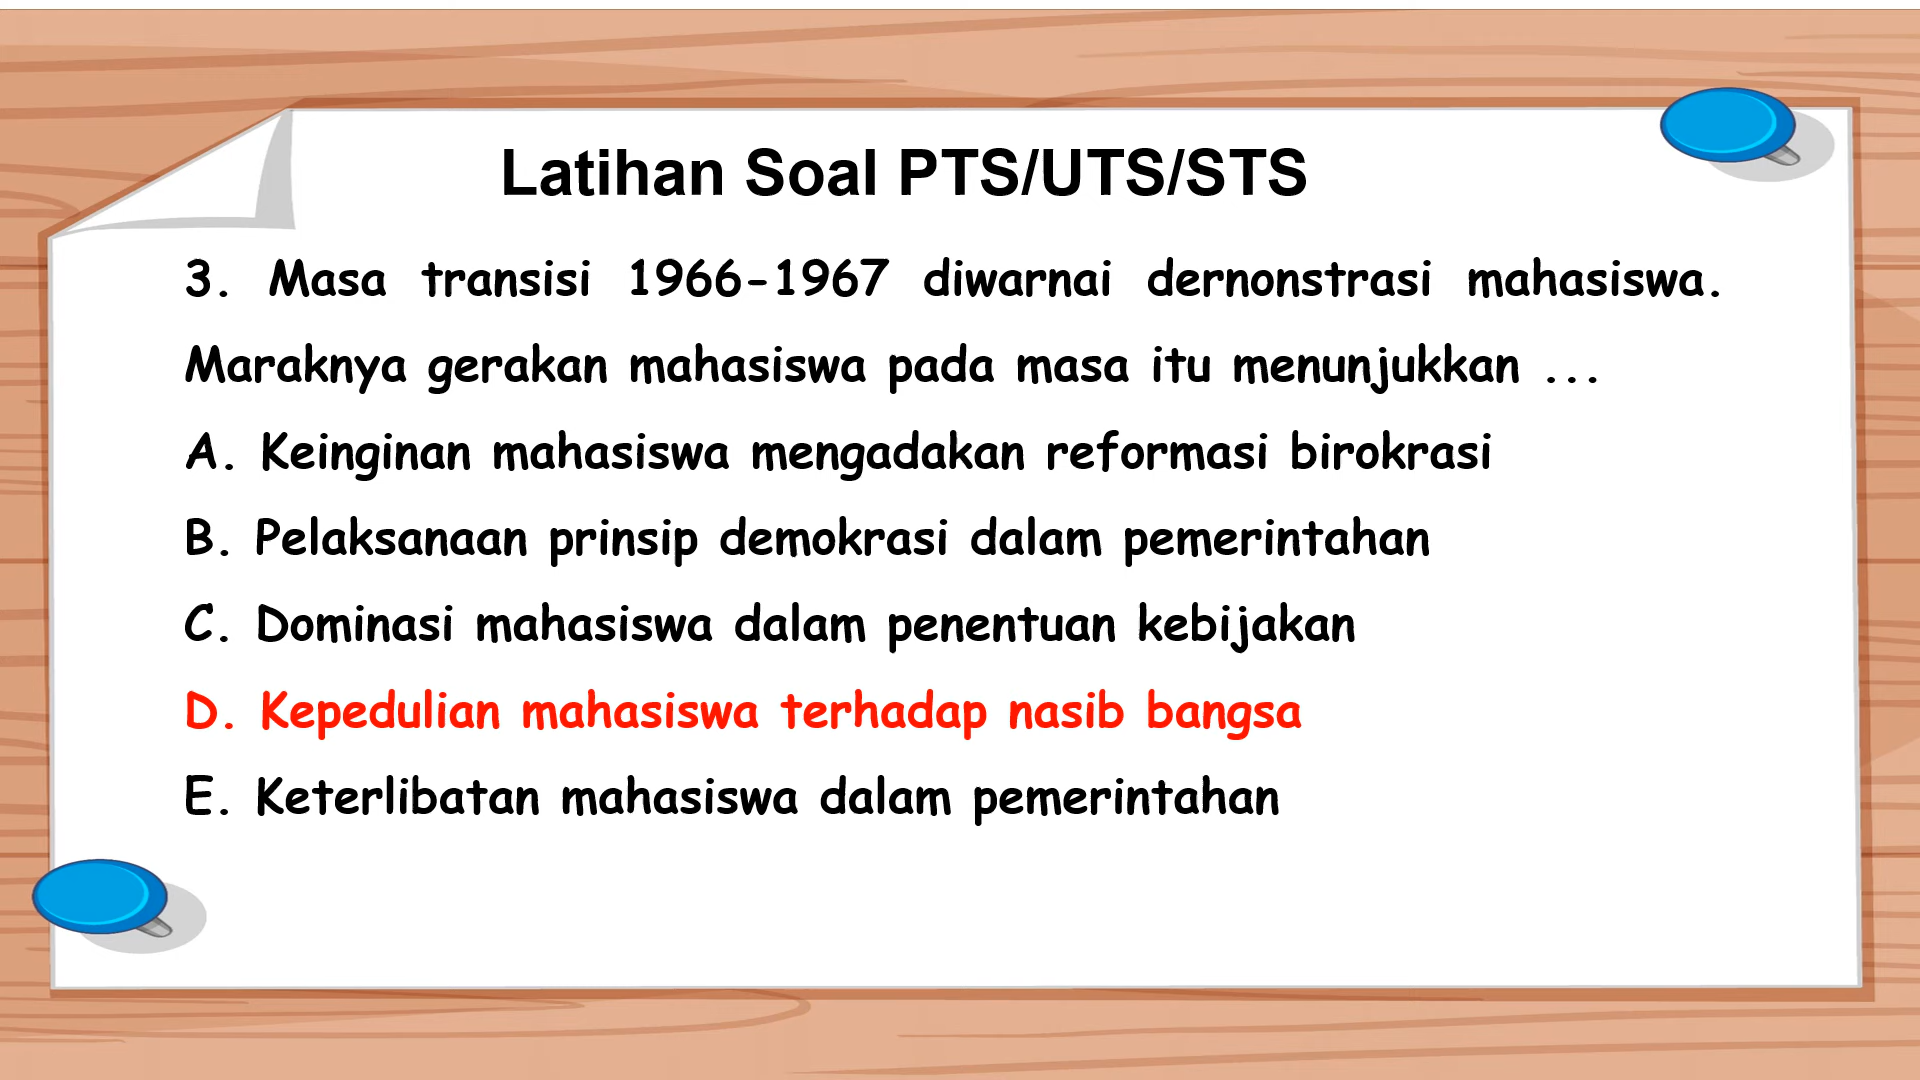 Latihan Soal PTS/UTS/STS
3. Masa transisi 1966-1967 diwarnai dernonstrasi mahasiswa.
Maraknya gerakan mahasiswa pada masa itu menunjukkan ...
A. Keinginan mahasiswa mengadakan reformasi birokrasi
B. Pelaksanaan prinsip demokrasi dalam pemerintahan
C. Dominasi mahasiswa dalam penentuan kebijakan
D. Kepedulian mahasiswa terhadap nasib bangsa
E. Keterlibatan mahasiswa dalam pemerintahan